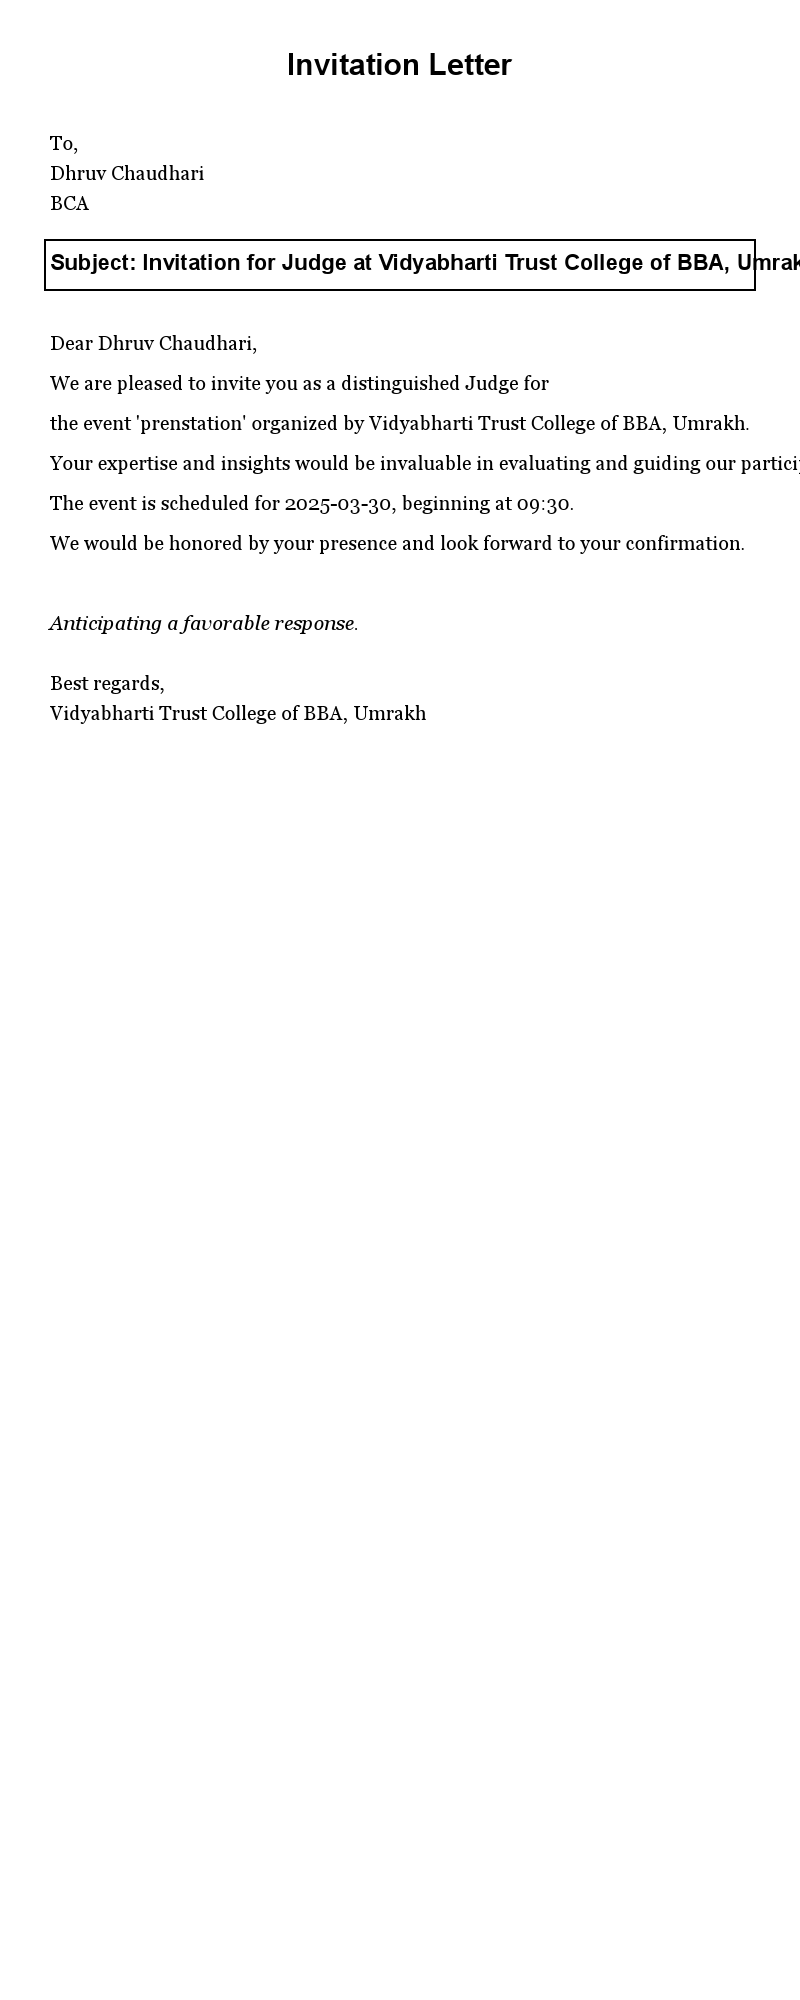 Invitation Letter
To,
Dhruv Chaudhari
BCA
Subject: Invitation for Judge at Vidyabharti Trust College of BBA,
Dear Dhruv Chaudhari,
We are pleased to invite you as a distinguished Judge for
the event 'prenstation' organized by Vidyabharti Trust College of BBA, Umrakh.
Your expertise and insights would be invaluable in evaluating and guiding our
The event is scheduled for 2025-03-30, beginning at 09:30.
We would be honored by your presence and look forward to your confirmation.
Anticipating a favorable response.
Best regards,
Vidyabharti Trust College of BBA, Umrakh